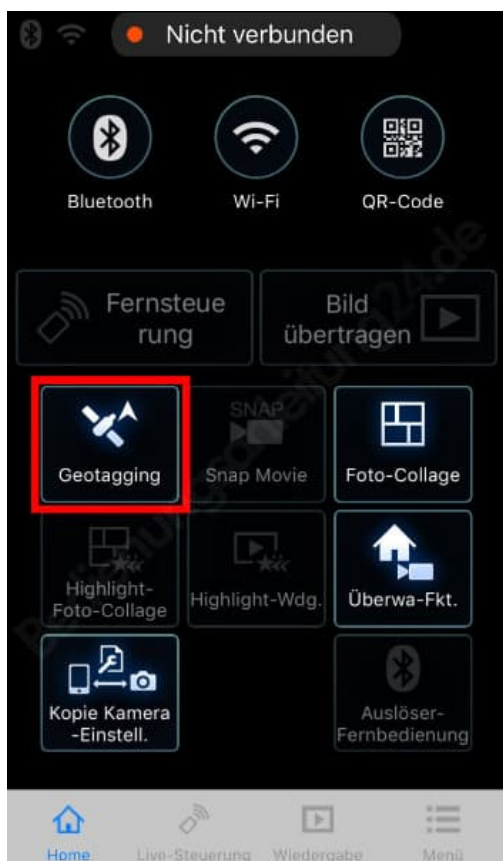 Nicht verbunden
Bluetooth
Wi-Fi
QR-Code
Fernsteue
rung
Bild
übertragen
Geotagging
SNAP
Snap Movie
Foto-Collage
Highlight-
Foto-Collage
Highlight-Wdg.
Überwa-Fkt.
Kopie Kamera
-Einstell.
Auslöser-
Fernbedienung
Home
Live-Steuerung
Wiedergabe
Menü